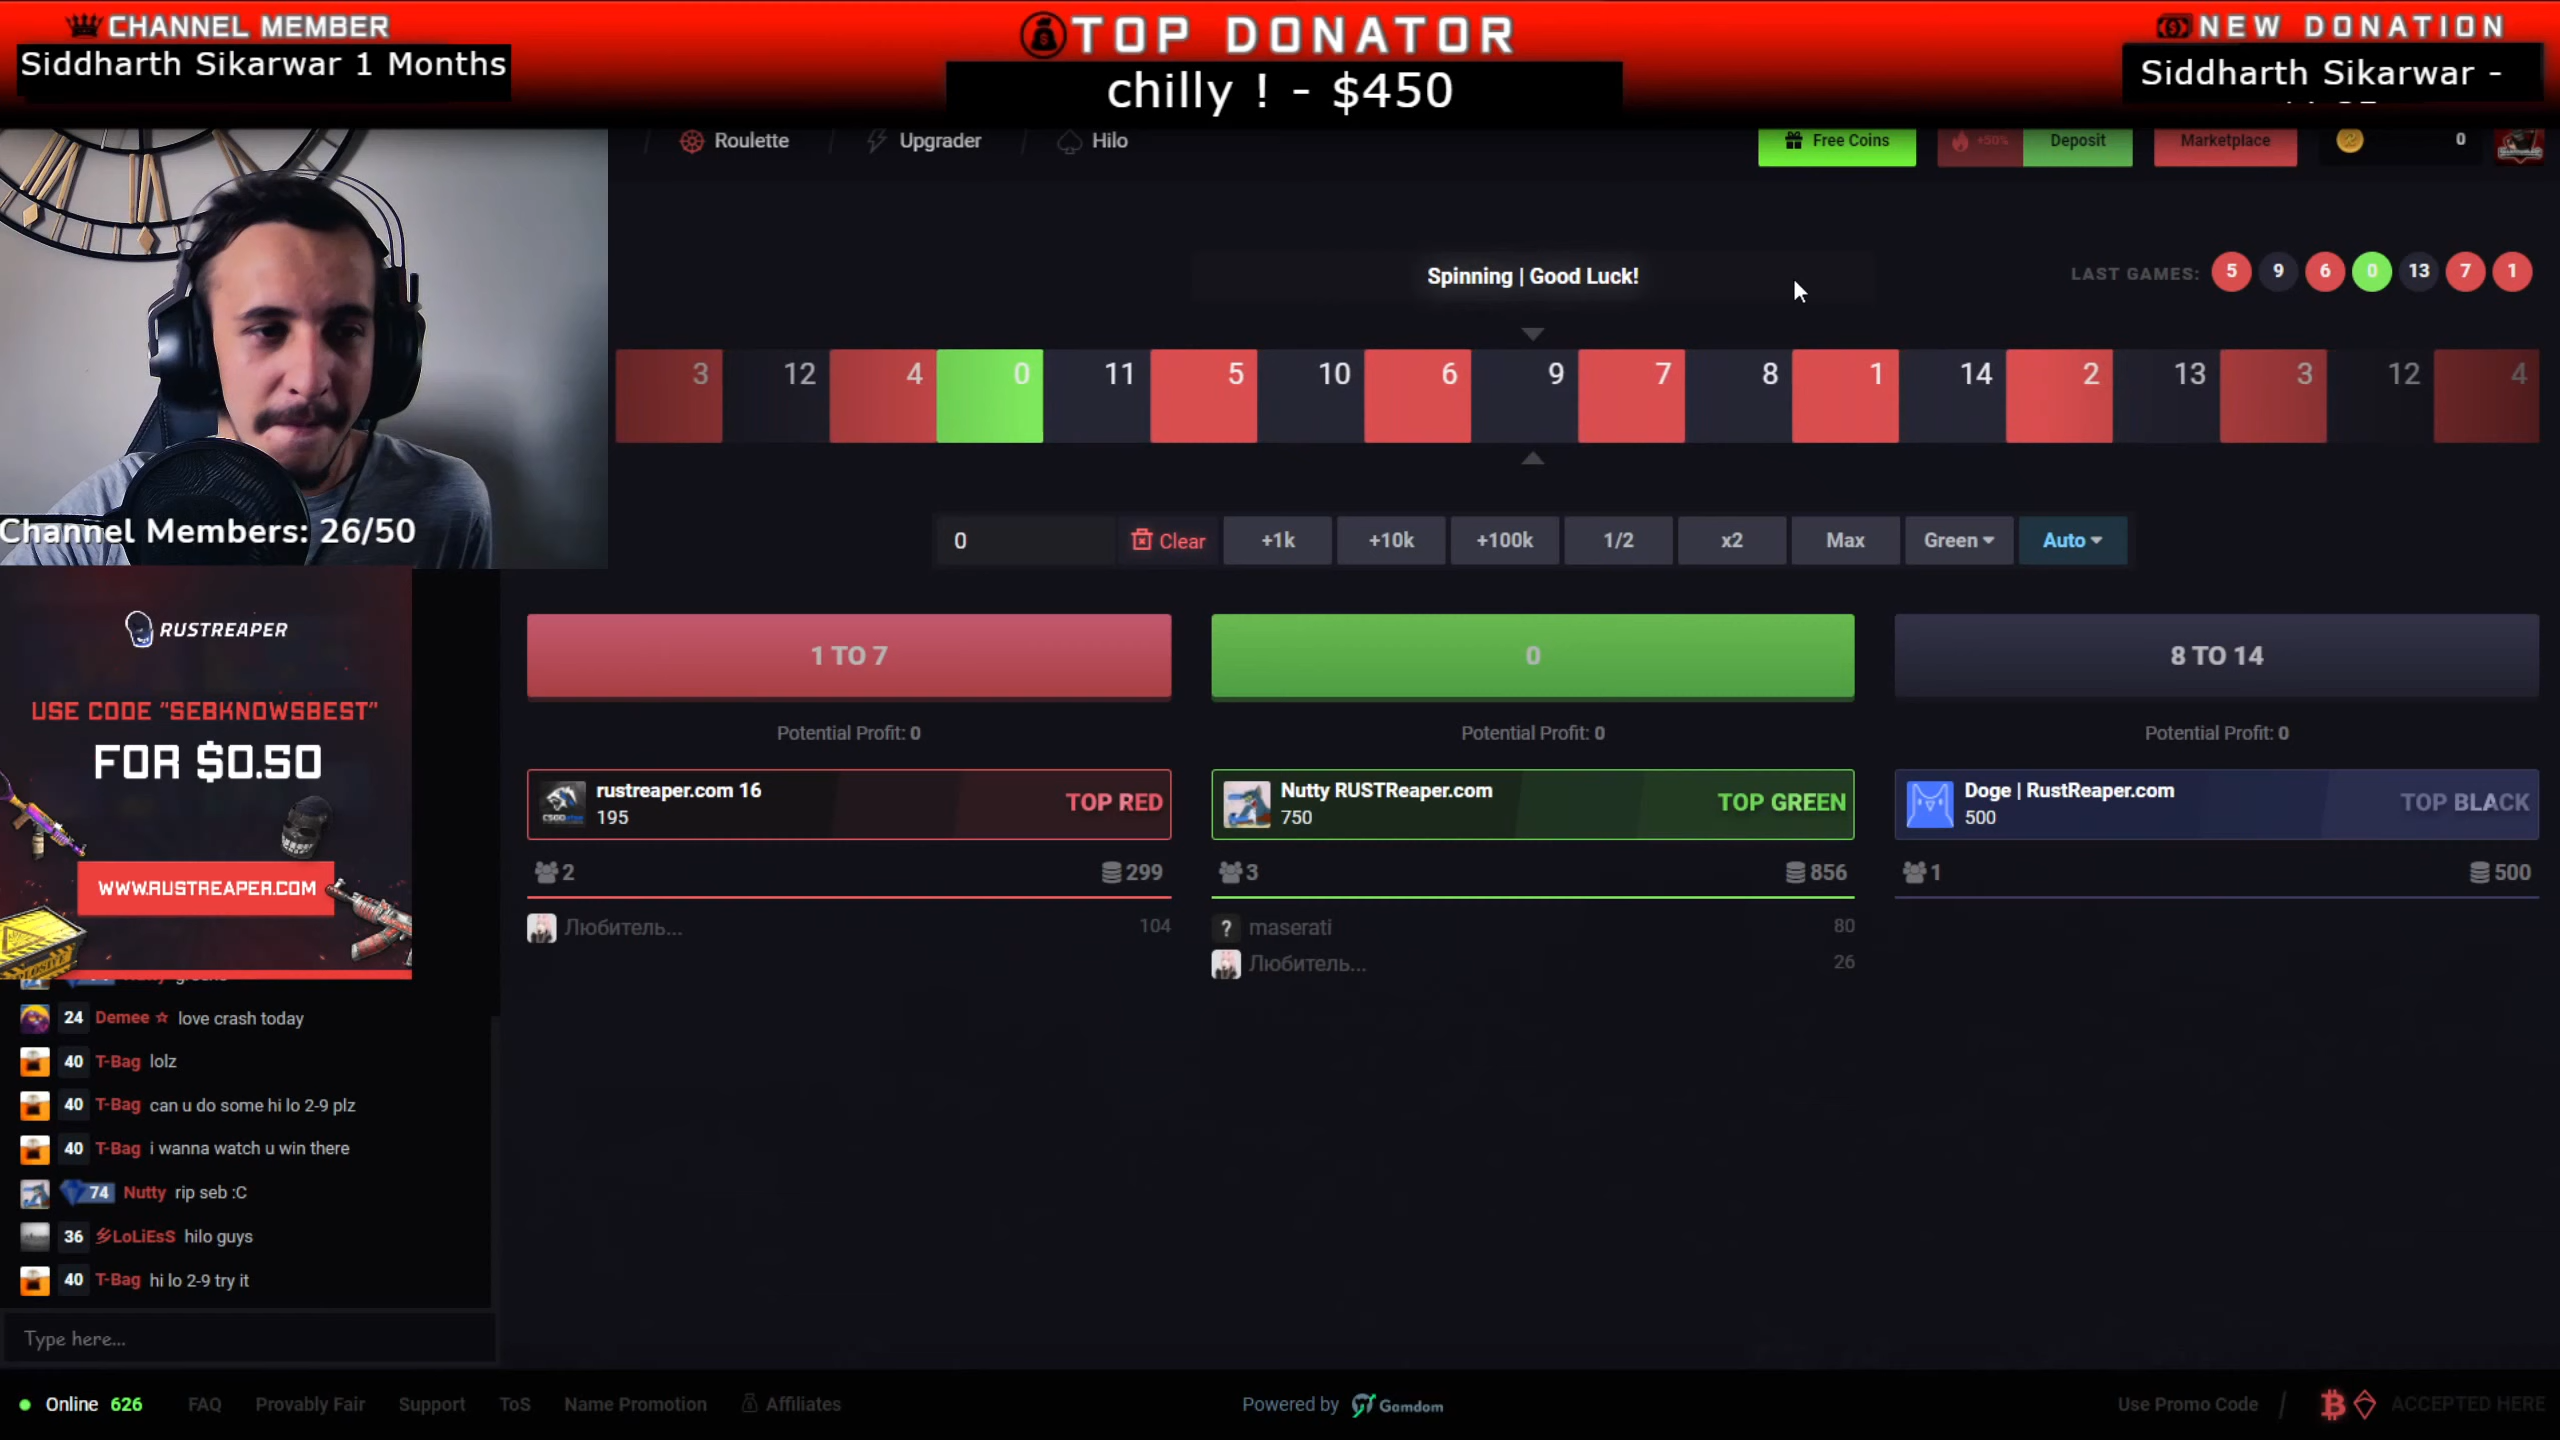 CHANNEL MEMBER
Siddharth Sikarwar 1 Months
TOP DONATOR
chilly ! - $450
NEW DONATION
Siddharth Sikarwar -
Roulette
Upgrader
Hilo
Free Coins
+50%
Deposit
Marketplace
0
Spinning | Good Luck!
LAST GAMES: 5 9 6 0 13 7 1
3 12 4 0 11 5 10 6 9 7 8 1 14 2 13 3 12 4
Channel Members: 26/50
0 Clear +1k +10k +100k 1/2 x2 Max Green Auto
RUSTREAPER
USE CODE "SEBKNOWSBEST"
FOR $0.50
WWW.RUSTREAPER.COM
1 TO 7
Potential Profit: 0
rustreaper.com 16
195
TOP RED
2 299
Любитель... 104
0
Potential Profit: 0
Nutty RUSTReaper.com
750
TOP GREEN
3 856
? maserati 80
Любитель... 26
8 TO 14
Potential Profit: 0
Doge | RustReaper.com
500
TOP BLACK
1 500
24 Demee ☆ love crash today
40 T-Bag lolz
40 T-Bag can u do some hi lo 2-9 plz
40 T-Bag i wanna watch u win there
74 Nutty rip seb :C
36 乡LoLiEsS hilo guys
40 T-Bag hi lo 2-9 try it
Type here...
Online 626 FAQ Provably Fair Support ToS Name Promotion Affiliates
Powered by Gamdom
Use Promo Code / ACCEPTED HERE